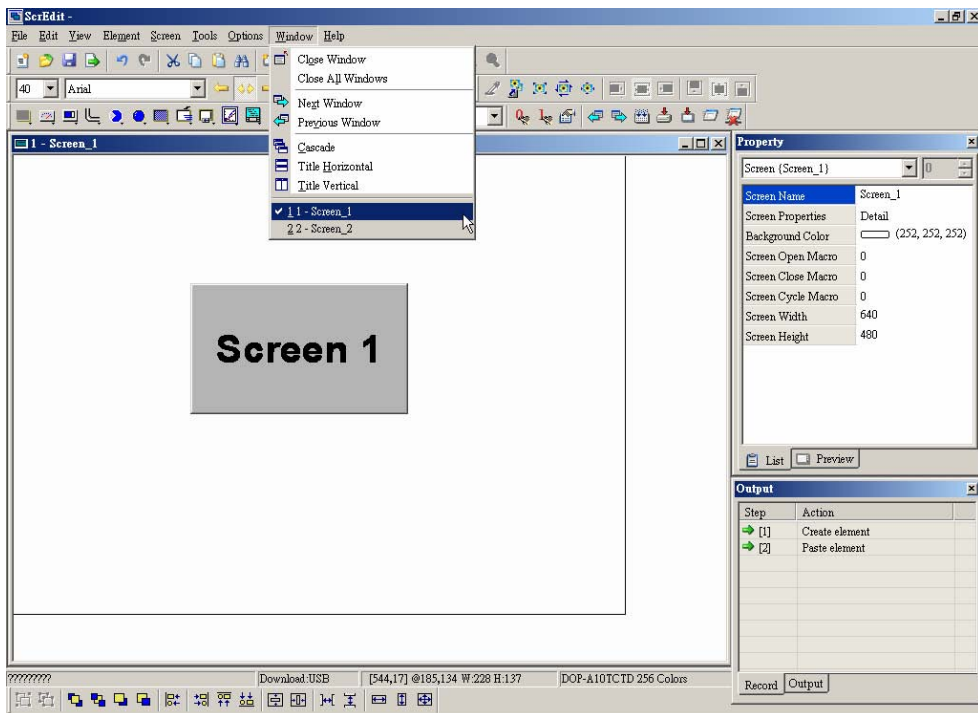 ScrEdit -
File Edit View Element Screen Tools Options Window Help
Close Window
Close All Windows
Next Window
Previous Window
Cascade
Title Horizontal
Title Vertical
✓ 1 1 - Screen_1
2 2 - Screen_2
40 Arial
1 - Screen_1
Screen 1
Property
Screen {Screen_1} 0
Screen Name Screen_1
Screen Properties Detail
Background Color (252, 252, 252)
Screen Open Macro 0
Screen Close Macro 0
Screen Cycle Macro 0
Screen Width 640
Screen Height 480
List Preview
Output
Step Action
[1] Create element
[2] Paste element
Record Output
????????? Download:USB [544,17] @185,134 W:228 H:137 DOP-A10TCTD 256 Colors